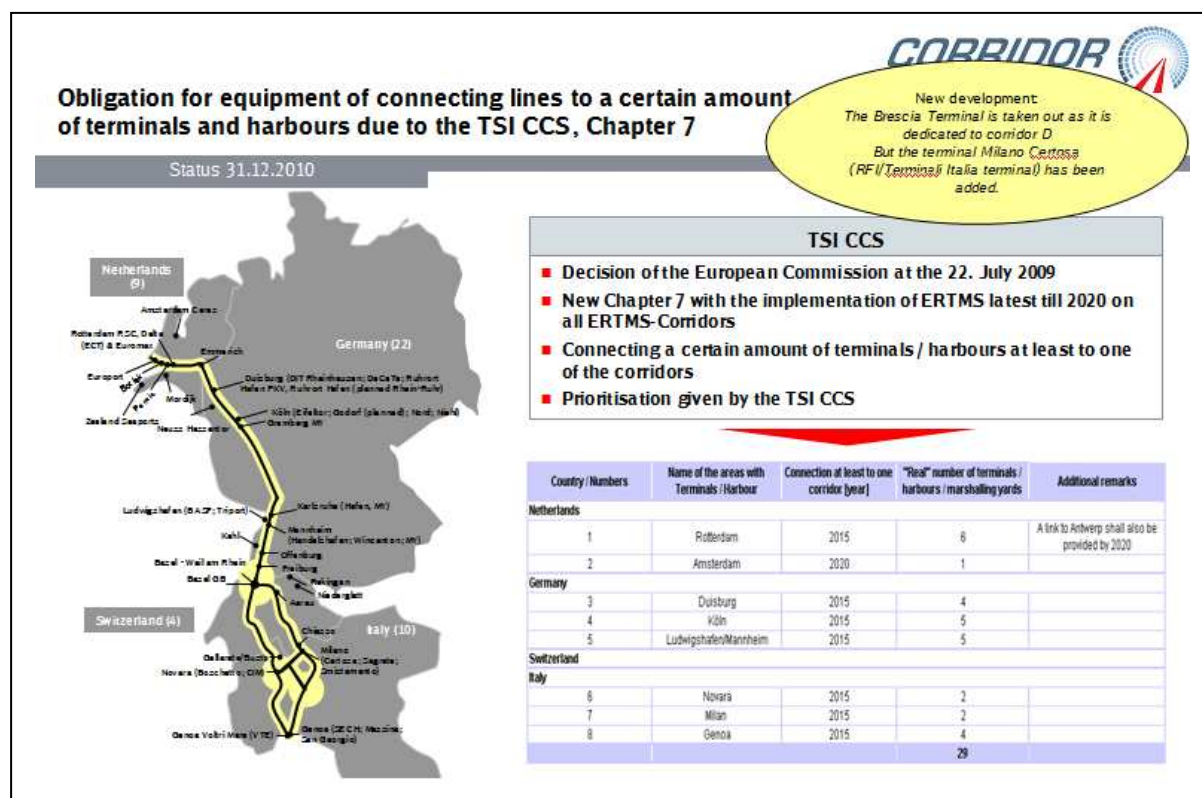 CORRIDOR
Obligation for equipment of connecting lines to a certain amount
of terminals and harbours due to the TSI CCS, Chapter 7
New development:
The Brescia Terminal is taken out as it is
dedicated to corridor D
But the terminal Milano Certosa
(RFI/Terminali Italia terminal) has been
added.
Status 31.12.2010
Netherlands
(9)
Amsterdam Ceres
Rotterdam RSC, Delta
(ECT) & Euromax
Europort
Botlek
Pernis
Mordijk
Zeeland Seaports
Neuss Hessentor
Emmerich
Germany (22)
Duisburg (DIT Rheinhausen; DeCeTe; Ruhrort
Hafen PKV, Ruhrort Hafen (planned Rhein-Ruhr)
Köln (Eifeltor; Godorf (planned); Nord; Niehl)
Gremberg MY
Ludwigshafen (BASF; Triport)
Karlsruhe (Hafen, MY)
Mannheim
(Handelshafen; Wincanton; MY)
Kehl
Offenburg
Basel - Weil am Rhein
Freiburg
Basel GB
Rekingen
Niederglatt
Aarau
Switzerland (4)
Italy (10)
Chiasso
Milano
(Certosa; Segrate;
Smistamento)
Gallarate/Busto
Novara (Boschetto; CIM)
Genoa Voltri Mare (VTE)
Genoa (SECH; Messina;
San Georgio)
TSI CCS
Decision of the European Commission at the 22. July 2009
New Chapter 7 with the implementation of ERTMS latest till 2020 on
all ERTMS-Corridors
Connecting a certain amount of terminals / harbours at least to one
of the corridors
Prioritisation given by the TSI CCS
Country / Numbers
Name of the areas with
Terminals / Harbour
Connection at least to one
corridor [year]
"Real" number of terminals /
harbours / marshalling yards
Additional remarks
Netherlands
1 Rotterdam 2015 6 A link to Antwerp shall also be
provided by 2020
2 Amsterdam 2020 1
Germany
3 Duisburg 2015 4
4 Köln 2015 5
5 Ludwigshafen/Mannheim 2015 5
Switzerland
Italy
6 Novara 2015 2
7 Milan 2015 2
8 Genoa 2015 4
29